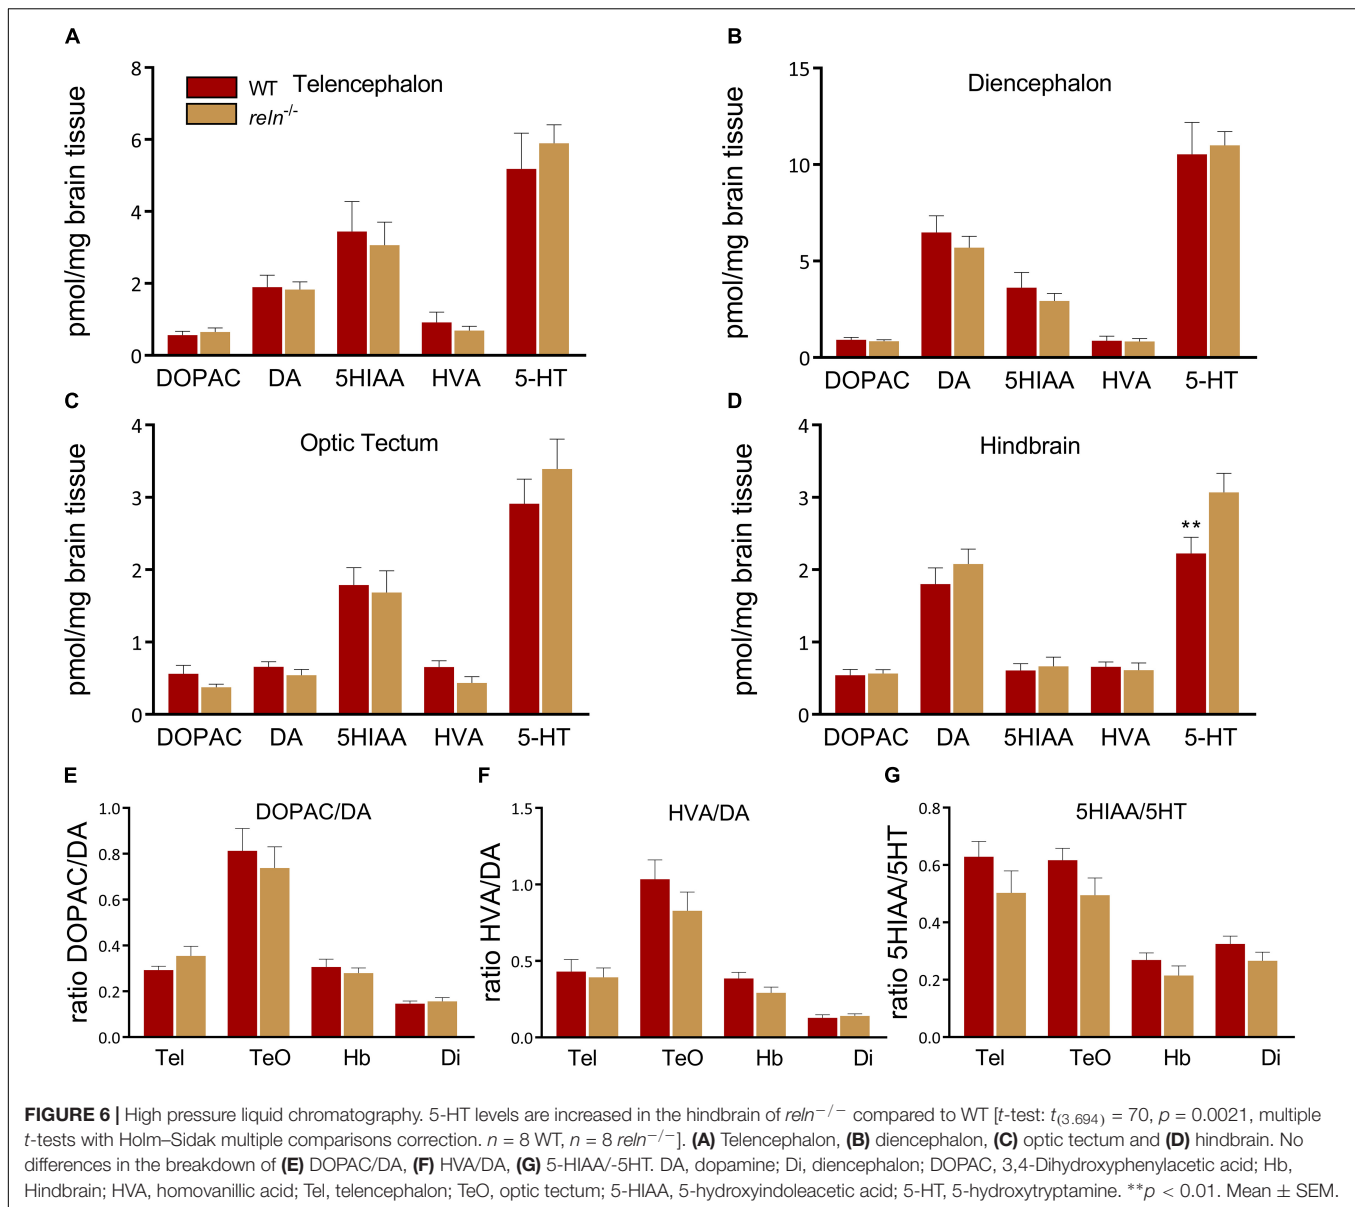 A
Telencephalon
WT
reln-/-
pmol/mg brain tissue
8
6
4
2
0
DOPAC DA 5HIAA HVA 5-HT
B
Diencephalon
pmol/mg brain tissue
15
10
5
0
DOPAC DA 5HIAA HVA 5-HT
C
Optic Tectum
pmol/mg brain tissue
4
3
2
1
0
DOPAC DA 5HIAA HVA 5-HT
D
Hindbrain
pmol/mg brain tissue
4
3
2
1
0
**
DOPAC DA 5HIAA HVA 5-HT
E
DOPAC/DA
ratio DOPAC/DA
1.0
0.8
0.6
0.4
0.2
0.0
Tel TeO Hb Di
F
HVA/DA
ratio HVA/DA
1.5
1.0
0.5
0.0
Tel TeO Hb Di
G
5HIAA/5HT
ratio 5HIAA/5HT
0.8
0.6
0.4
0.2
0.0
Tel TeO Hb Di
FIGURE 6 | High pressure liquid chromatography. 5-HT levels are increased in the hindbrain of reln−/− compared to WT [t-test: t(3.694) = 70, p = 0.0021, multiple
t-tests with Holm–Sidak multiple comparisons correction. n = 8 WT, n = 8 reln−/−]. (A) Telencephalon, (B) diencephalon, (C) optic tectum and (D) hindbrain. No
differences in the breakdown of (E) DOPAC/DA, (F) HVA/DA, (G) 5-HIAA/-5HT. DA, dopamine; Di, diencephalon; DOPAC, 3,4-Dihydroxyphenylacetic acid; Hb,
Hindbrain; HVA, homovanillic acid; Tel, telencephalon; TeO, optic tectum; 5-HIAA, 5-hydroxyindoleacetic acid; 5-HT, 5-hydroxytryptamine. **p < 0.01. Mean ± SEM.